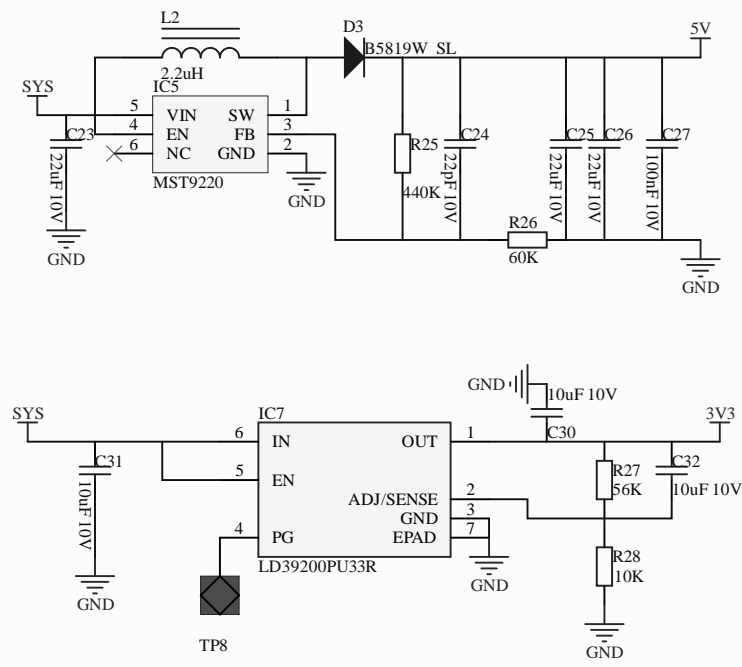 L2
D3
5V
B5819W SL
2.2uH
SYS
IC5
5
VIN
SW
1
4
EN
FB
3
6
NC
GND
2
MST9220
C23
22uF 10V
GND
GND
R25
440K
C24
22pF 10V
C25
22uF 10V
C26
22uF 10V
C27
100nF 10V
R26
60K
GND
GND
10uF 10V
C30
SYS
IC7
3V3
6
IN
OUT
1
5
EN
ADJ/SENSE
2
GND
3
4
PG
EPAD
7
LD39200PU33R
C31
10uF 10V
GND
GND
R27
56K
C32
10uF 10V
R28
10K
GND
TP8